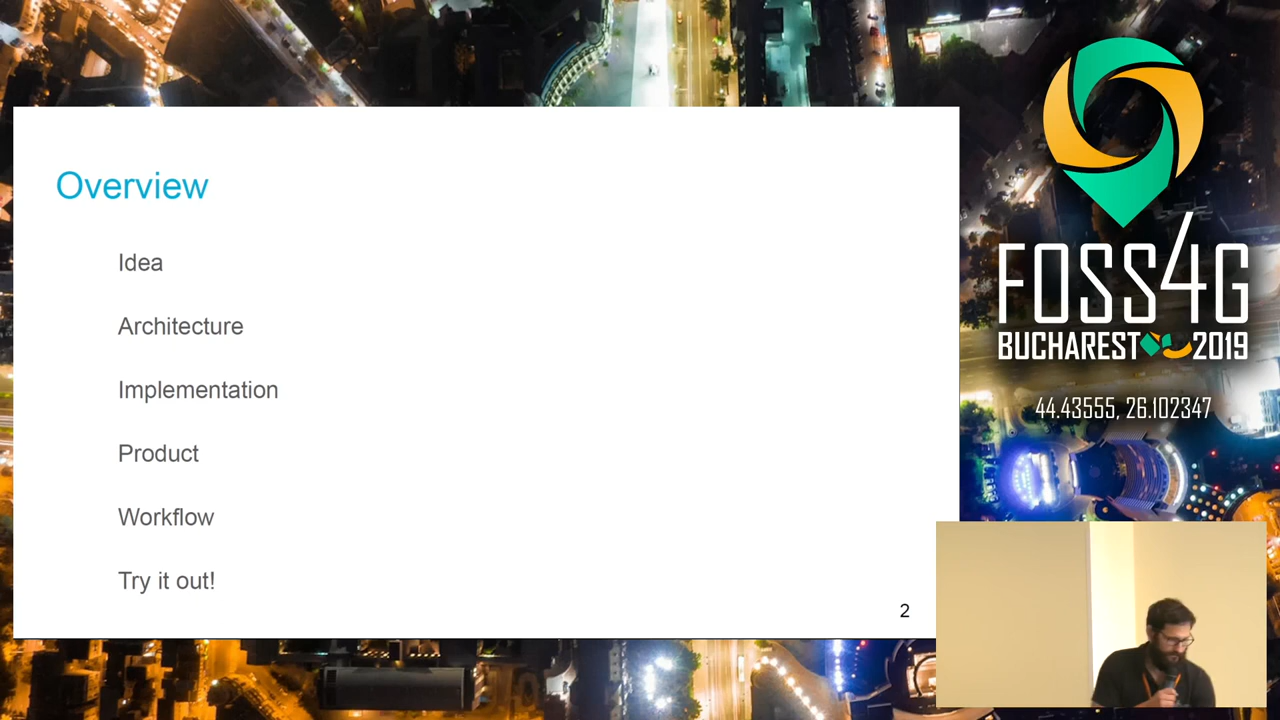 Overview
Idea
Architecture
Implementation
Product
Workflow
Try it out!
2
FOSS4G
BUCHAREST 2019
44.43555, 26.102347